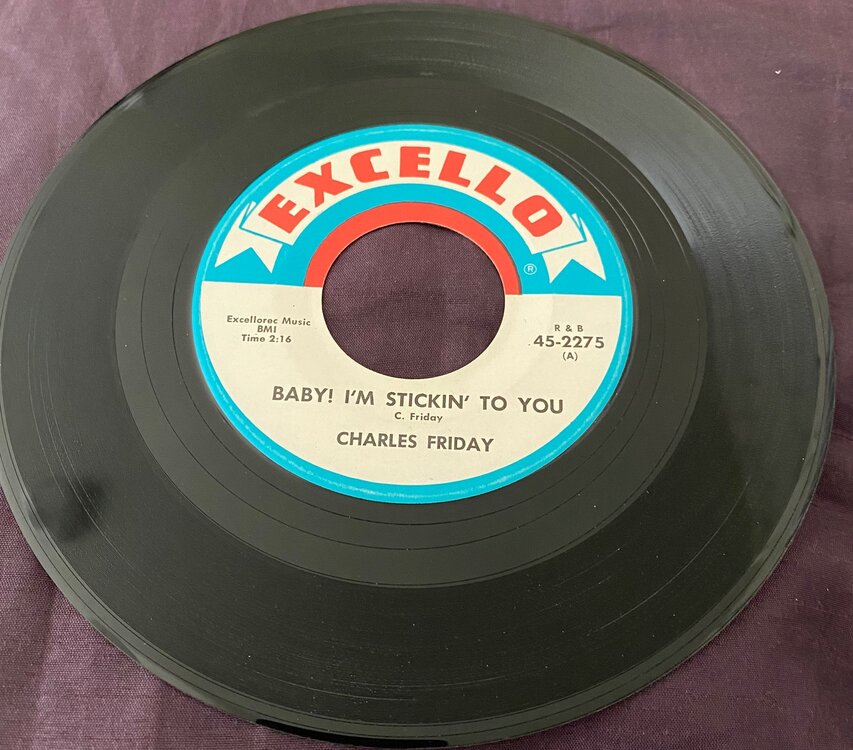 EXCELLO
®
Excellorec Music
BMI
Time 2:16
R & B
45-2275
(A)
BABY! I'M STICKIN' TO YOU
C. Friday
CHARLES FRIDAY